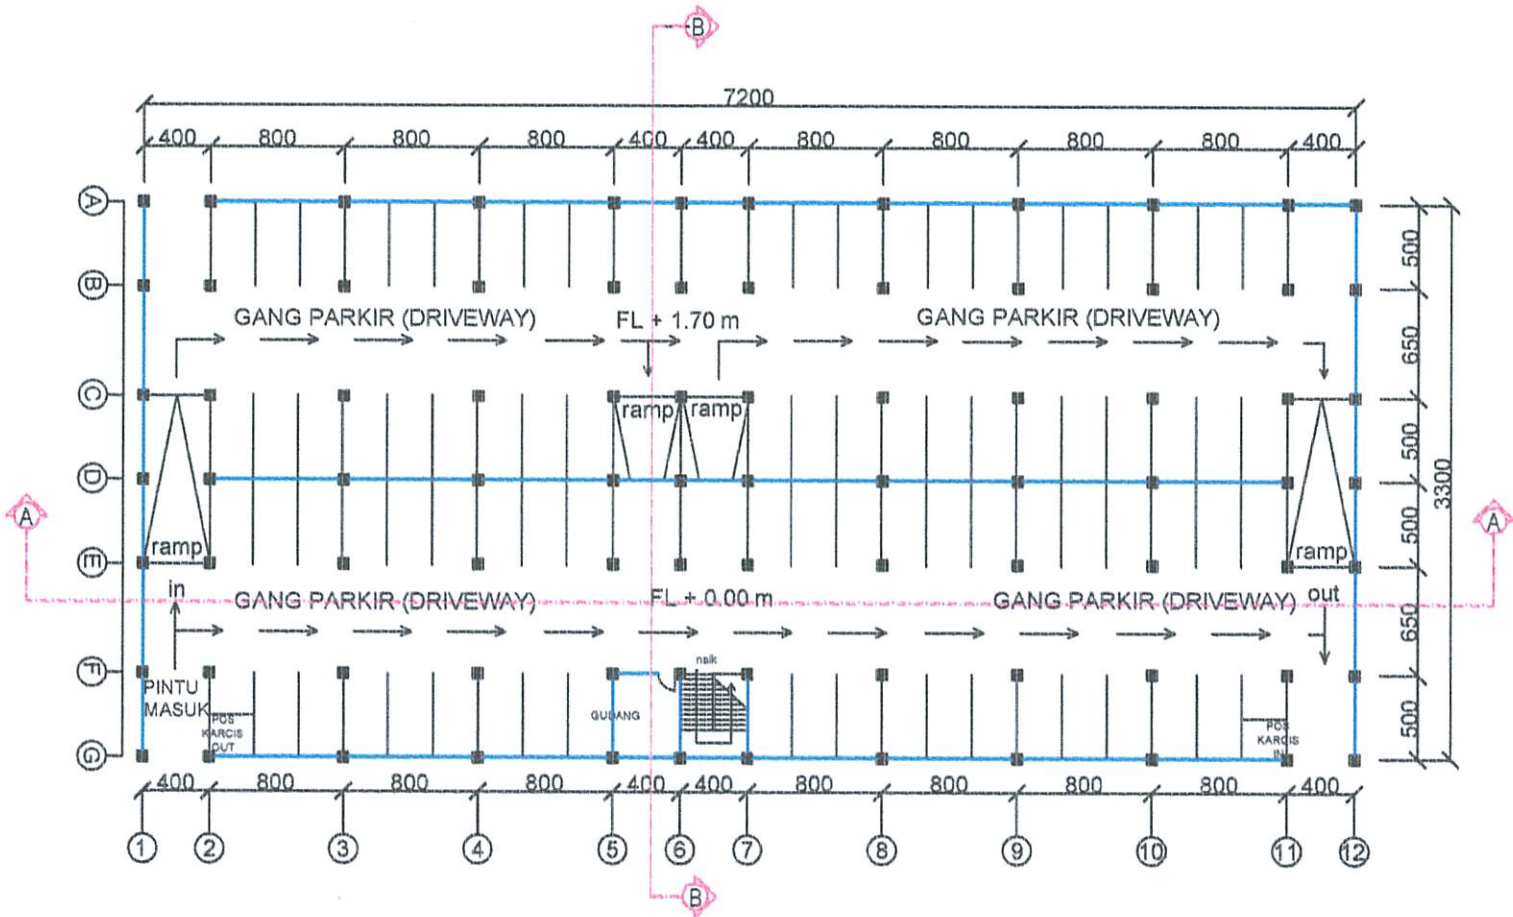 B
7200
400 800 800 800 400 400 800 800 800 800 400
A
B
500
GANG PARKIR (DRIVEWAY) FL + 1.70 m GANG PARKIR (DRIVEWAY)
650
C
ramp ramp
500
D
3300
A A
500
ramp ramp
E
in
GANG PARKIR (DRIVEWAY) FL + 0.00 m GANG PARKIR (DRIVEWAY) out
650
naik
F
PINTU
MASUK
POS
KARCIS
OUT
GUDANG
500
POS
KARCIS
IN
G
400 800 800 800 400 400 800 800 800 800 400
1 2 3 4 5 6 7 8 9 10 11 12
B